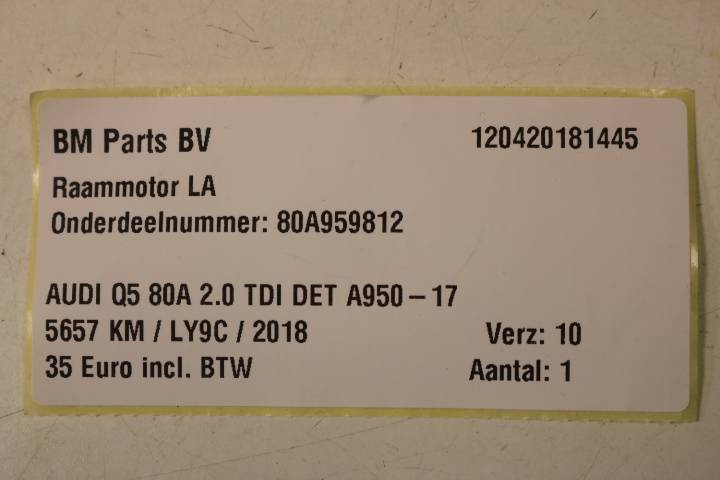 BM Parts BV 120420181445
Raammotor LA
Onderdeelnummer: 80A959812
AUDI Q5 80A 2.0 TDI DET A950-17
5657 KM / LY9C / 2018 Verz: 10
35 Euro incl. BTW Aantal: 1